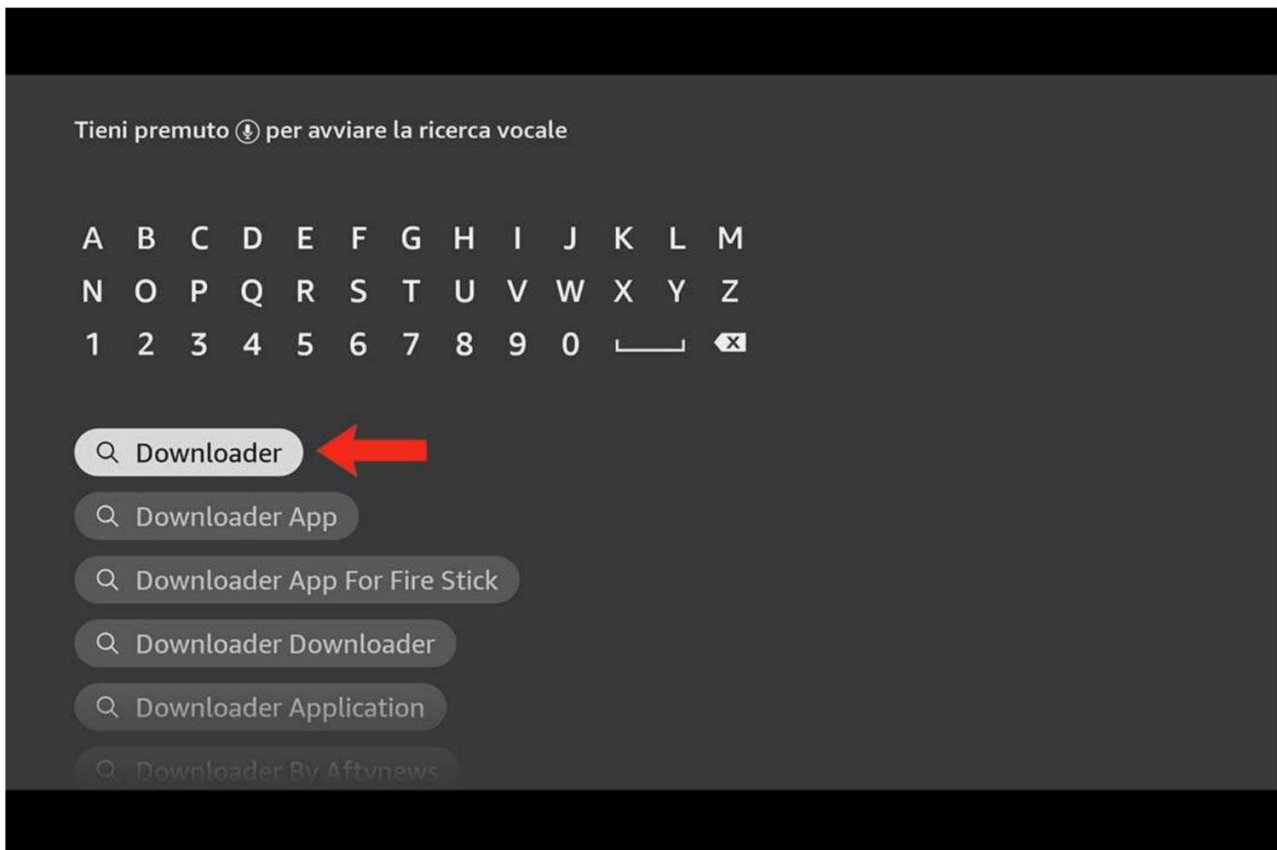 Tieni premuto per avviare la ricerca vocale
A B C D E F G H I J K L M
N O P Q R S T U V W X Y Z
1 2 3 4 5 6 7 8 9 0
Downloader
Downloader App
Downloader App For Fire Stick
Downloader Downloader
Downloader Application
Downloader By Aftvnews